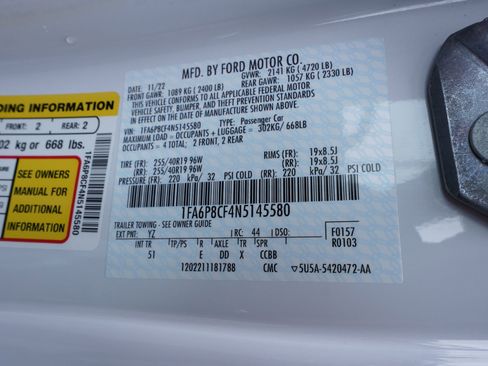 DING INFORMATION
FRONT: 2 REAR: 2
02 kg or 668 lbs.
SEE OWNERS
MANUAL FOR
ADDITIONAL
INFORMATION
1FA6P8CF4N5145580
MFD. BY FORD MOTOR CO.
DATE: 11/22 GVWR: 2141 KG ( 4720 LB)
FRONT GAWR: 1089 KG ( 2400 LB) REAR GAWR: 1057 KG ( 2330 LB)
THIS VEHICLE CONFORMS TO ALL APPLICABLE FEDERAL MOTOR
VEHICLE SAFETY, BUMPER, AND THEFT PREVENTION STANDARDS
IN EFFECT ON THE DATE OF MANUFACTURE SHOWN ABOVE.
VIN: 1FA6P8CF4N5145580 TYPE: Passenger Car
MAXIMUM LOAD = OCCUPANTS + LUGGAGE = 302KG/ 668LB
OCCUPANTS = 4 TOTAL: 2 FRONT, 2 REAR
TIRE (FR): 255/40R19 96W RIMS (FR): 19x8.5J
(RR): 255/40R19 96W (RR): 19x8.5J
PRESSURE (FR): 220 kPa/ 32 PSI COLD (RR): 220 kPa/ 32 PSI COLD
1FA6P8CF4N5145580
TRAILER TOWING - SEE OWNER GUIDE
EXT PNT: YZ RC: 44 DSO: F0157
INT TR TP/PS R AXLE TR SPR R0103
51 E DD X CCBB
1202211181788 CMC 5U5A-5420472-AA